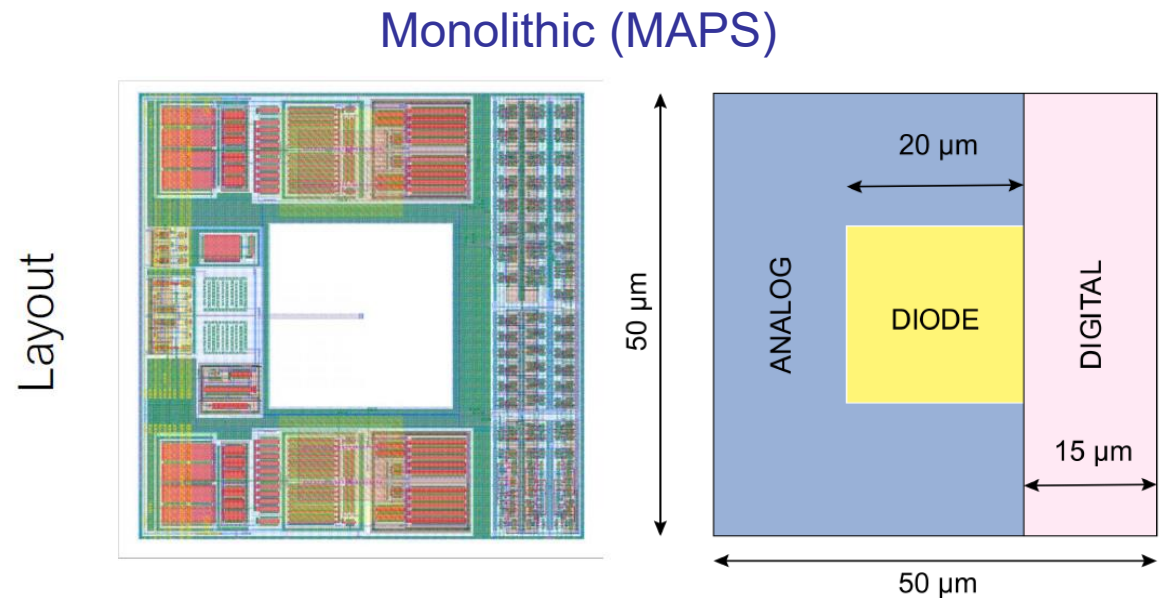 Monolithic (MAPS)
Layout
50 µm
20 µm
ANALOG
DIODE
DIGITAL
15 µm
50 µm